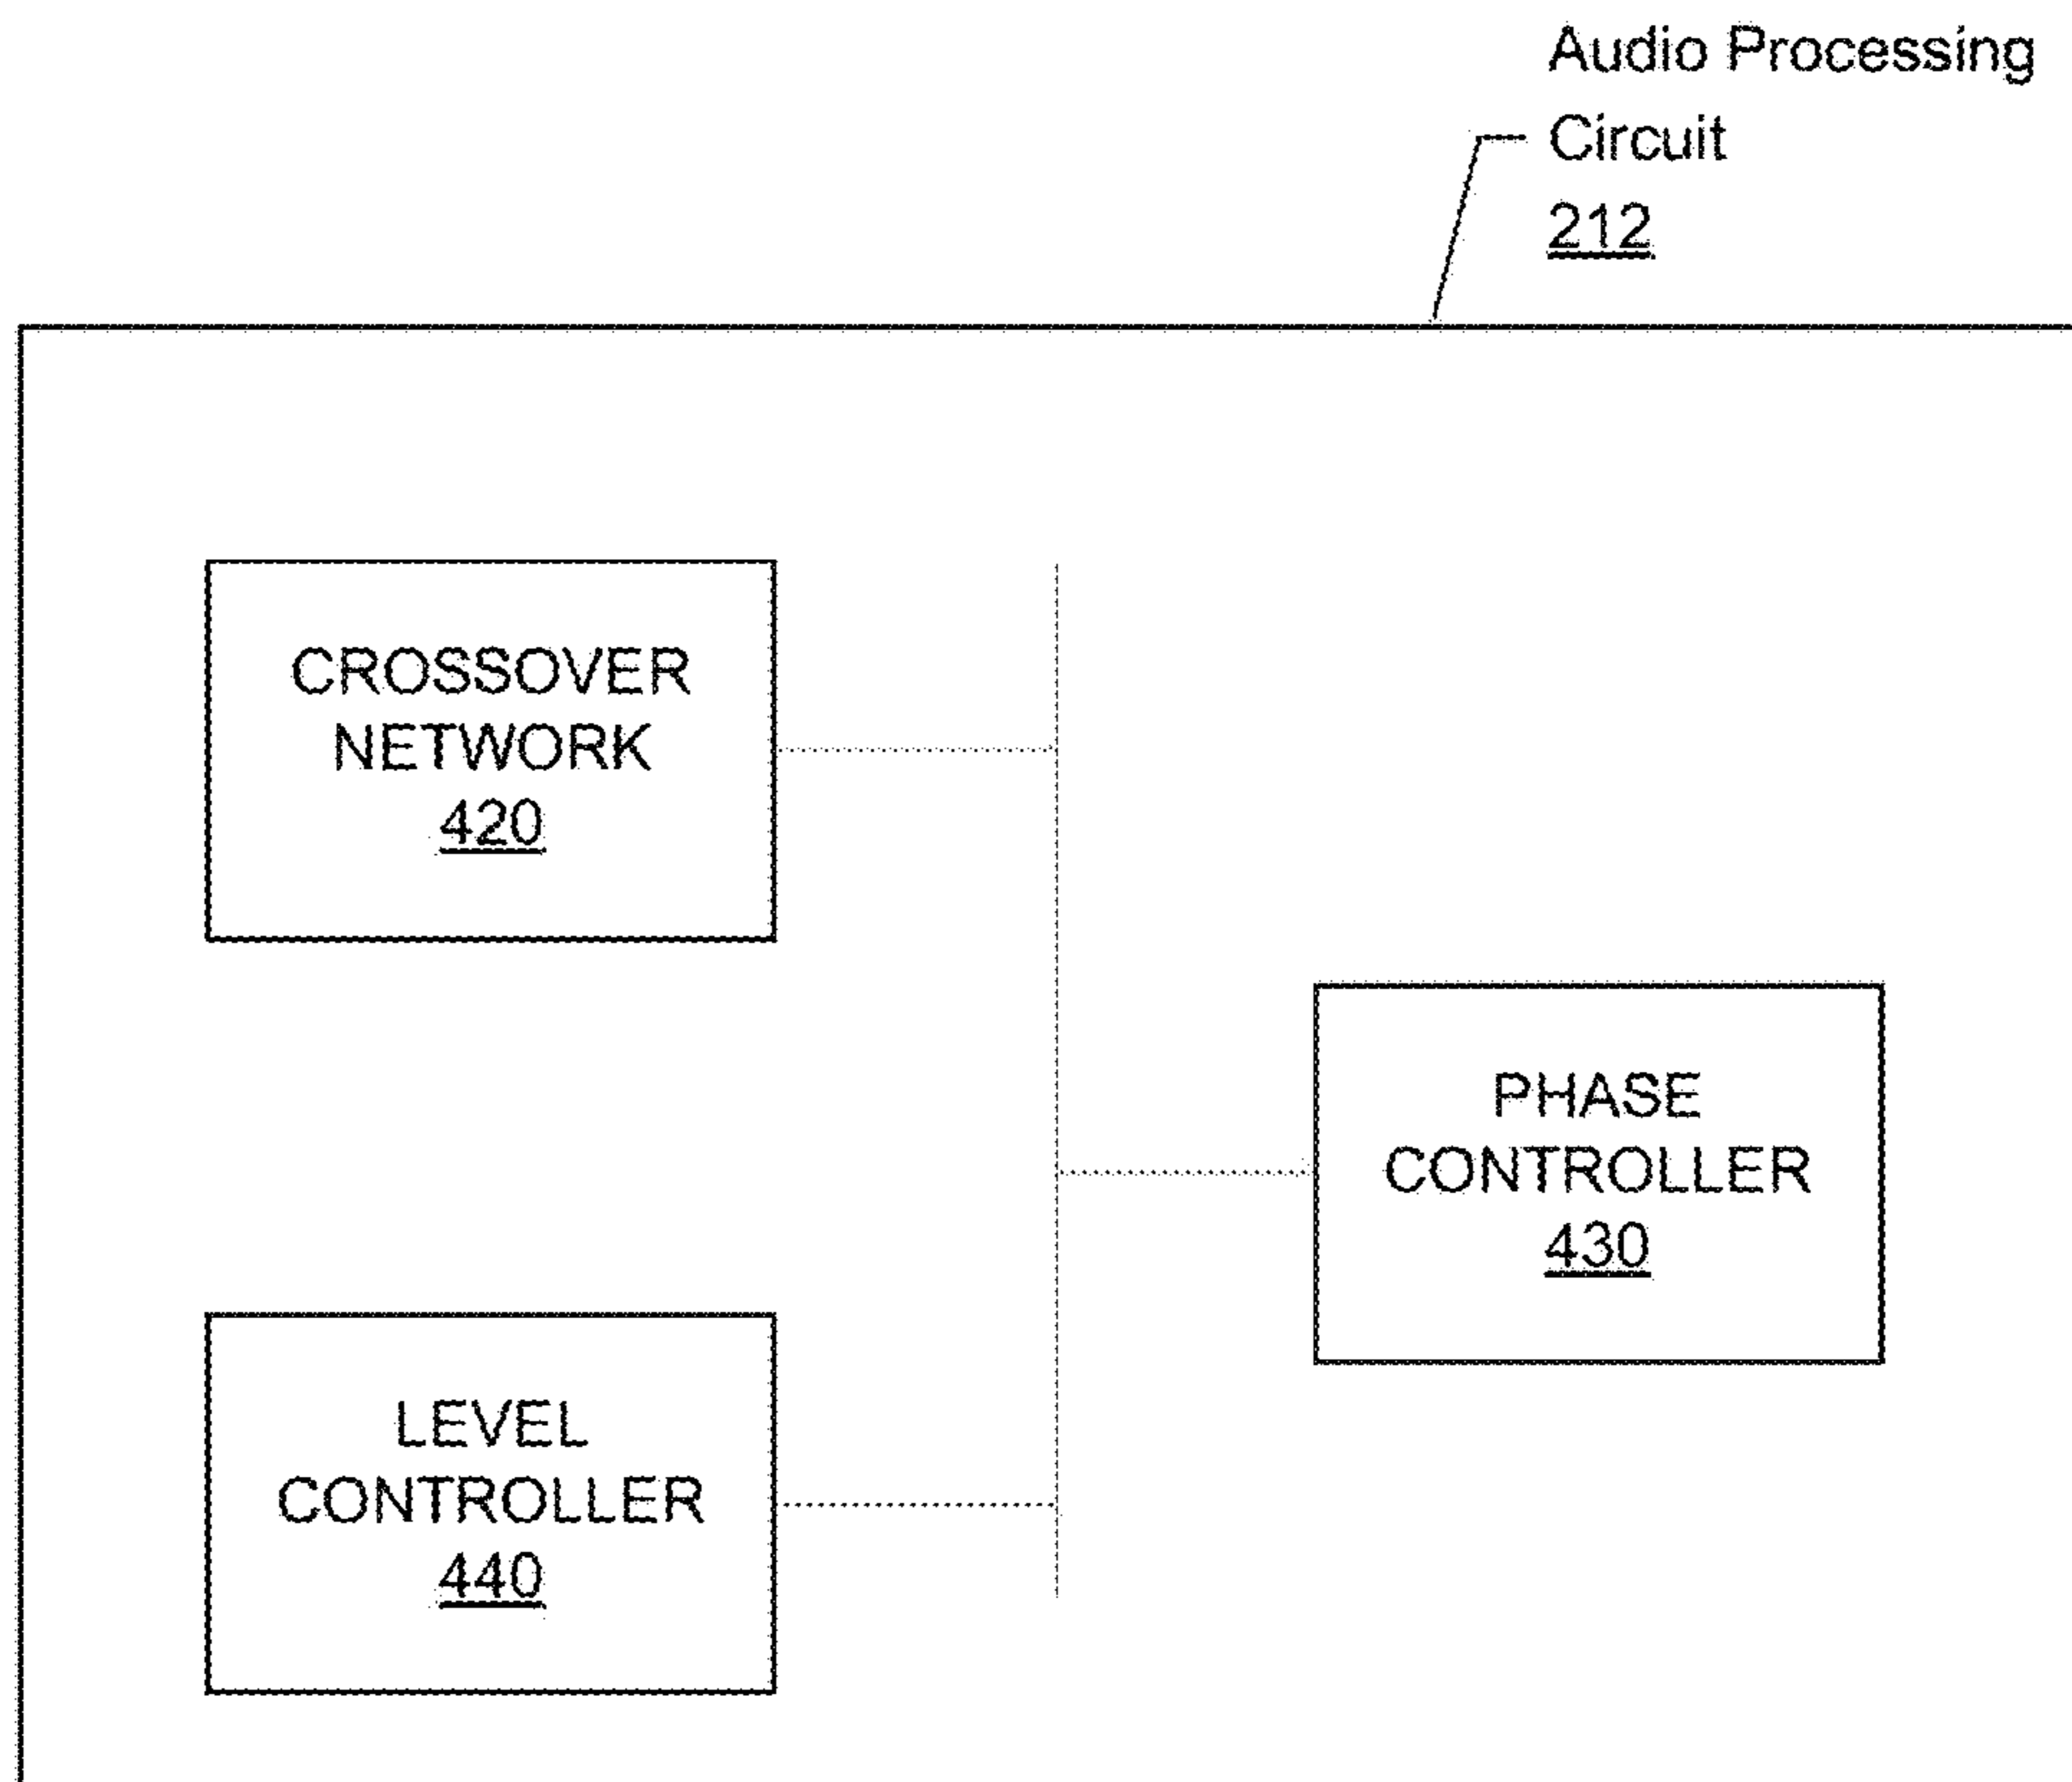 Audio Processing
Circuit
212
CROSSOVER
NETWORK
420
PHASE
CONTROLLER
430
LEVEL
CONTROLLER
440